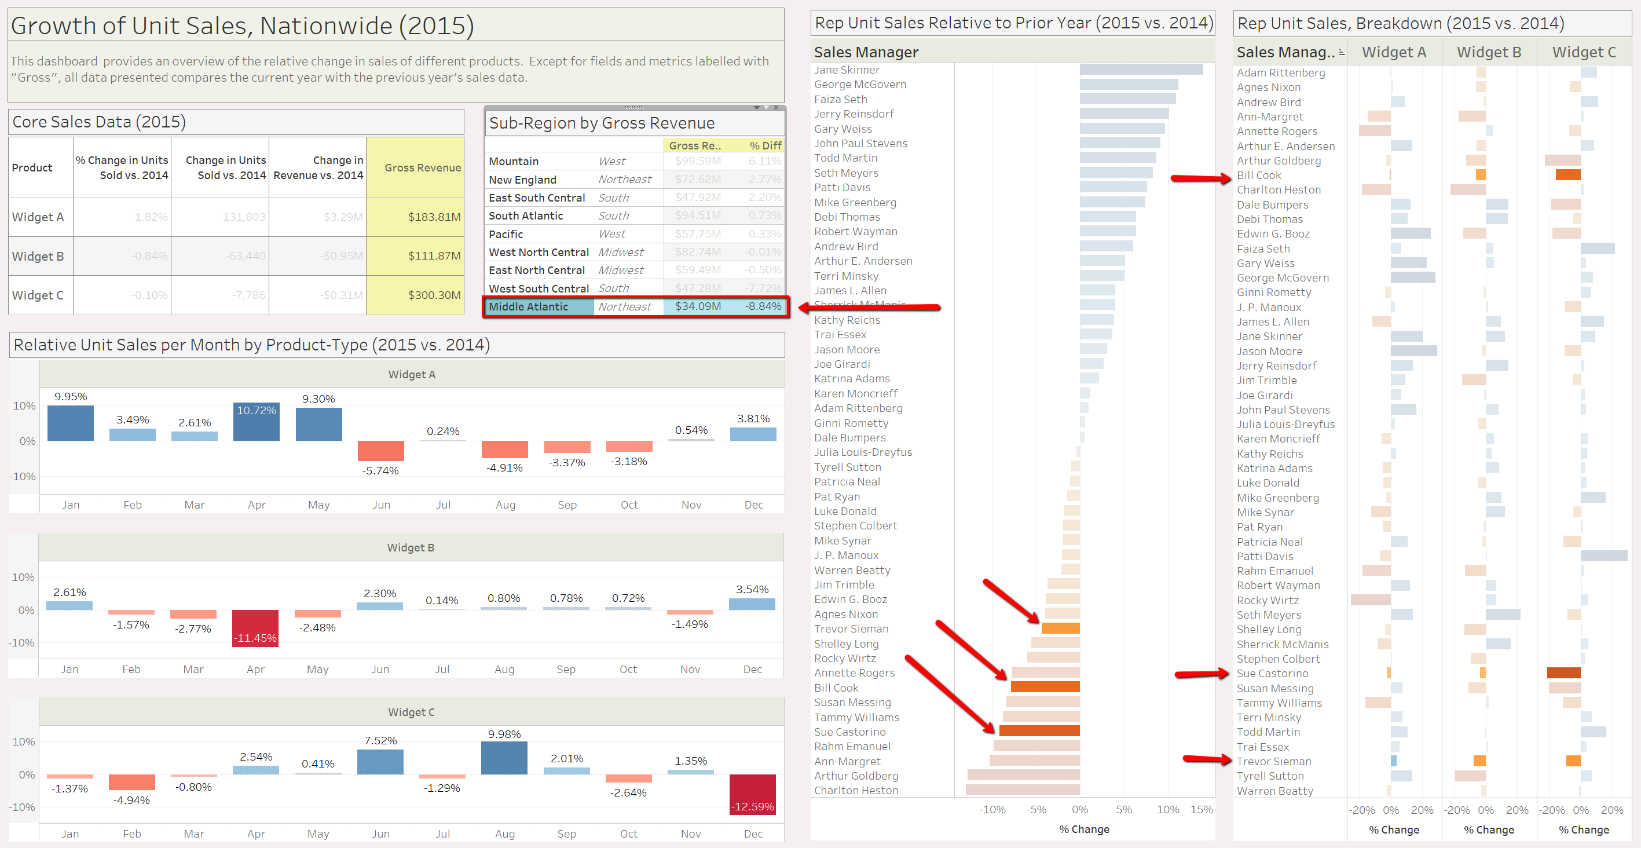 Growth of Unit Sales, Nationwide (2015)
This dashboard provides an overview of the relative change in sales of different products. Except for fields and metrics labelled with
"Gross", all data presented compares the current year with the previous year's sales data.
Core Sales Data (2015)
Product % Change in Units Sold vs. 2014 Change in Units Sold vs. 2014 Change in Revenue vs. 2014 Gross Revenue
Widget A 1.82% 131,803 $3.29M $183.81M
Widget B -0.84% -63,440 -$0.95M $111.87M
Widget C -0.10% -7,786 -$0.31M $300.30M
Sub-Region by Gross Revenue
Gross Re.. % Diff
Mountain West $99.59M 6.11%
New England Northeast $72.62M 2.77%
East South Central South $47.92M 2.20%
South Atlantic South $94.51M 0.73%
Pacific West $57.75M 0.33%
West North Central Midwest $82.74M -0.01%
East North Central Midwest $59.49M -0.50%
West South Central South $47.28M -7.72%
Middle Atlantic Northeast $34.09M -8.84%
Relative Unit Sales per Month by Product-Type (2015 vs. 2014)
Widget A
10%
0%
-10%
9.95% 3.49% 2.61% 10.72% 9.30% -5.74% 0.24% -4.91% -3.37% -3.18% 0.54% 3.81%
Jan Feb Mar Apr May Jun Jul Aug Sep Oct Nov Dec
Widget B
10%
0%
-10%
2.61% -1.57% -2.77% -11.45% -2.48% 2.30% 0.14% 0.80% 0.78% 0.72% -1.49% 3.54%
Jan Feb Mar Apr May Jun Jul Aug Sep Oct Nov Dec
Widget C
10%
0%
-10%
-1.37% -4.94% -0.80% 2.54% 0.41% 7.52% -1.29% 9.98% 2.01% -2.64% 1.35% -12.59%
Jan Feb Mar Apr May Jun Jul Aug Sep Oct Nov Dec
Rep Unit Sales Relative to Prior Year (2015 vs. 2014)
Sales Manager
Jane Skinner
George McGovern
Faiza Seth
Jerry Reinsdorf
Gary Weiss
John Paul Stevens
Todd Martin
Seth Meyers
Patti Davis
Mike Greenberg
Debi Thomas
Robert Wayman
Andrew Bird
Arthur E. Andersen
Terri Minsky
James L. Allen
Sherrick McManis
Kathy Reichs
Trai Essex
Jason Moore
Joe Girardi
Katrina Adams
Karen Moncrieff
Adam Rittenberg
Ginni Rometty
Dale Bumpers
Julia Louis-Dreyfus
Tyrell Sutton
Patricia Neal
Pat Ryan
Luke Donald
Stephen Colbert
Mike Synar
J. P. Manoux
Warren Beatty
Jim Trimble
Edwin G. Booz
Agnes Nixon
Trevor Sieman
Shelley Long
Rocky Wirtz
Annette Rogers
Bill Cook
Susan Messing
Tammy Williams
Sue Castorino
Rahm Emanuel
Ann-Margret
Arthur Goldberg
Charlton Heston
-10% -5% 0% 5% 10% 15%
% Change
Rep Unit Sales, Breakdown (2015 vs. 2014)
Sales Manag.. Widget A Widget B Widget C
Adam Rittenberg
Agnes Nixon
Andrew Bird
Ann-Margret
Annette Rogers
Arthur E. Andersen
Arthur Goldberg
Bill Cook
Charlton Heston
Dale Bumpers
Debi Thomas
Edwin G. Booz
Faiza Seth
Gary Weiss
George McGovern
Ginni Rometty
J. P. Manoux
James L. Allen
Jane Skinner
Jason Moore
Jerry Reinsdorf
Jim Trimble
Joe Girardi
John Paul Stevens
Julia Louis-Dreyfus
Karen Moncrieff
Kathy Reichs
Katrina Adams
Luke Donald
Mike Greenberg
Mike Synar
Pat Ryan
Patricia Neal
Patti Davis
Rahm Emanuel
Robert Wayman
Rocky Wirtz
Seth Meyers
Shelley Long
Sherrick McManis
Stephen Colbert
Sue Castorino
Susan Messing
Tammy Williams
Terri Minsky
Todd Martin
Trai Essex
Trevor Sieman
Tyrell Sutton
Warren Beatty
-20% 0% 20% -20% 0% 20% -20% 0% 20%
% Change % Change % Change